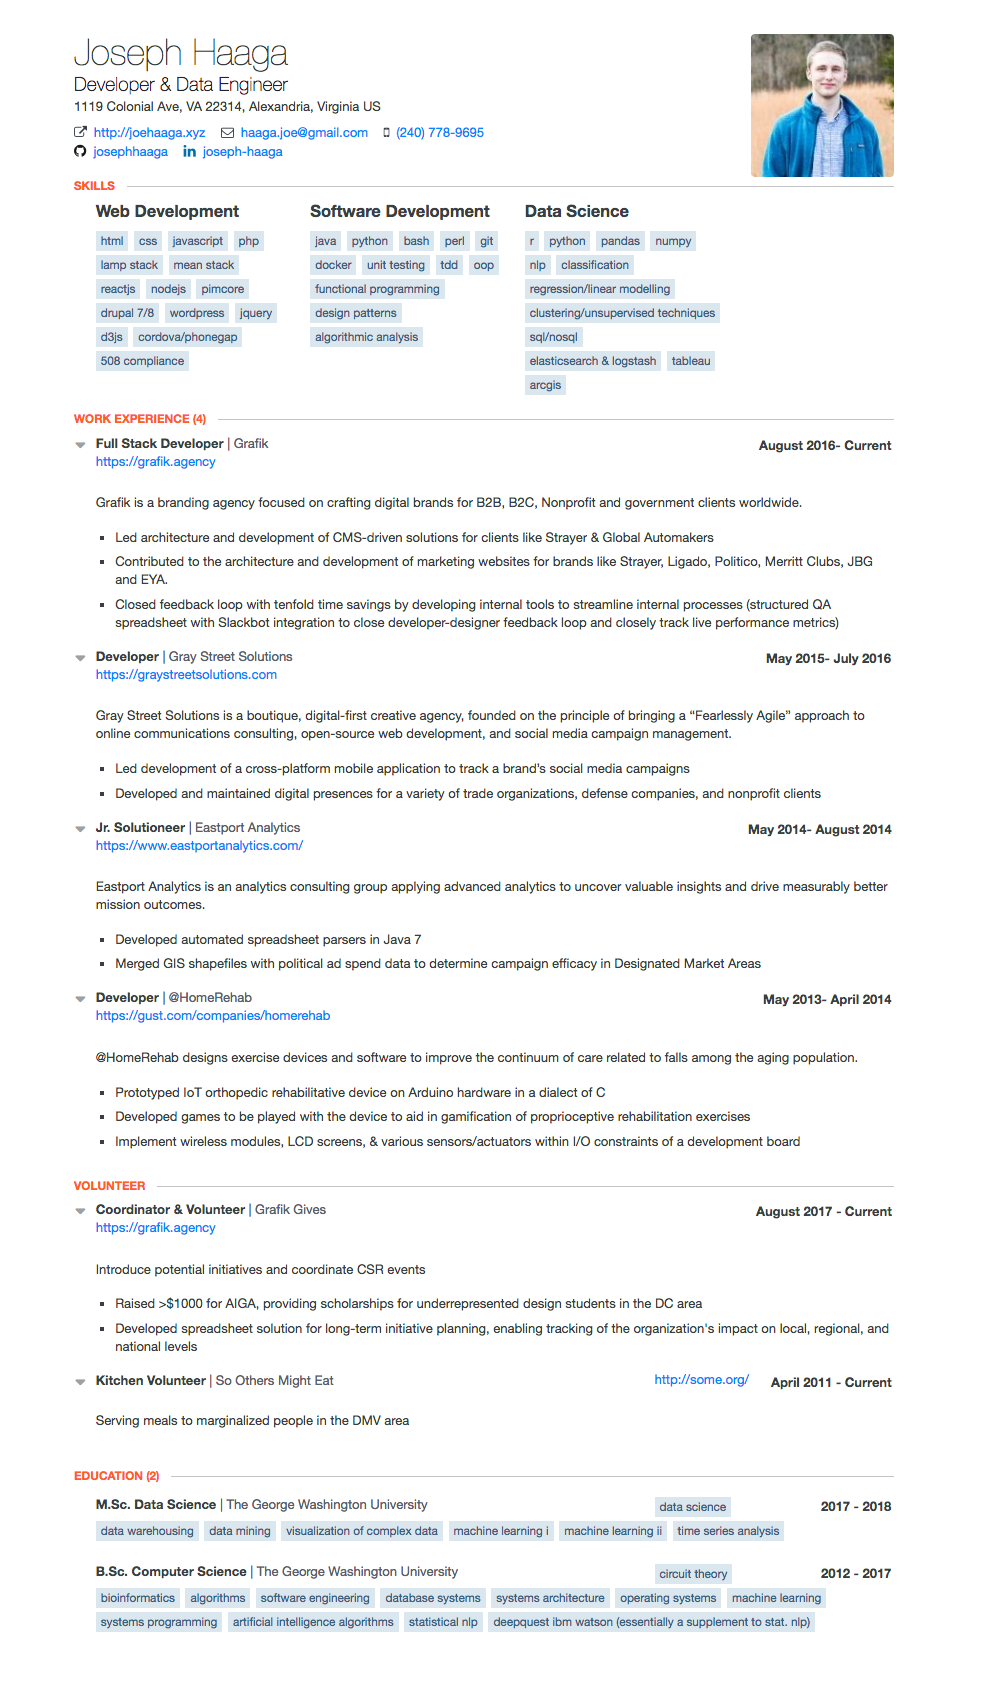 Joseph Haaga
Developer & Data Engineer
1119 Colonial Ave, VA 22314, Alexandria, Virginia US
http://joehaaga.xyz haaga.joe@gmail.com (240) 778-9695
josephhaaga in joseph-haaga
SKILLS
Web Development
html css javascript php
lamp stack mean stack
reactjs nodejs pimcore
drupal 7/8 wordpress jquery
d3js cordova/phonegap
508 compliance
Software Development
java python bash perl git
docker unit testing tdd oop
functional programming
design patterns
algorithmic analysis
Data Science
r python pandas numpy
nlp classification
regression/linear modelling
clustering/unsupervised techniques
sql/nosql
elasticsearch & logstash tableau
arcgis
WORK EXPERIENCE (4)
Full Stack Developer | Grafik August 2016- Current
https://grafik.agency
Grafik is a branding agency focused on crafting digital brands for B2B, B2C, Nonprofit and government clients worldwide.
▪ Led architecture and development of CMS-driven solutions for clients like Strayer & Global Automakers
▪ Contributed to the architecture and development of marketing websites for brands like Strayer, Ligado, Politico, Merritt Clubs, JBG
and EYA.
▪ Closed feedback loop with tenfold time savings by developing internal tools to streamline internal processes (structured QA
spreadsheet with Slackbot integration to close developer-designer feedback loop and closely track live performance metrics)
Developer | Gray Street Solutions May 2015- July 2016
https://graystreetsolutions.com
Gray Street Solutions is a boutique, digital-first creative agency, founded on the principle of bringing a “Fearlessly Agile” approach to
online communications consulting, open-source web development, and social media campaign management.
▪ Led development of a cross-platform mobile application to track a brand’s social media campaigns
▪ Developed and maintained digital presences for a variety of trade organizations, defense companies, and nonprofit clients
Jr. Solutioneer | Eastport Analytics May 2014- August 2014
https://www.eastportanalytics.com/
Eastport Analytics is an analytics consulting group applying advanced analytics to uncover valuable insights and drive measurably better
mission outcomes.
▪ Developed automated spreadsheet parsers in Java 7
▪ Merged GIS shapefiles with political ad spend data to determine campaign efficacy in Designated Market Areas
Developer | @HomeRehab May 2013- April 2014
https://gust.com/companies/homerehab
@HomeRehab designs exercise devices and software to improve the continuum of care related to falls among the aging population.
▪ Prototyped IoT orthopedic rehabilitative device on Arduino hardware in a dialect of C
▪ Developed games to be played with the device to aid in gamification of proprioceptive rehabilitation exercises
▪ Implement wireless modules, LCD screens, & various sensors/actuators within I/O constraints of a development board
VOLUNTEER
Coordinator & Volunteer | Grafik Gives August 2017 - Current
https://grafik.agency
Introduce potential initiatives and coordinate CSR events
▪ Raised >$1000 for AIGA, providing scholarships for underrepresented design students in the DC area
▪ Developed spreadsheet solution for long-term initiative planning, enabling tracking of the organization's impact on local, regional, and
national levels
Kitchen Volunteer | So Others Might Eat http://some.org/ April 2011 - Current
Serving meals to marginalized people in the DMV area
EDUCATION (2)
M.Sc. Data Science | The George Washington University data science 2017 - 2018
data warehousing data mining visualization of complex data machine learning i machine learning ii time series analysis
B.Sc. Computer Science | The George Washington University circuit theory 2012 - 2017
bioinformatics algorithms software engineering database systems systems architecture operating systems machine learning
systems programming artificial intelligence algorithms statistical nlp deepquest ibm watson (essentially a supplement to stat. nlp)